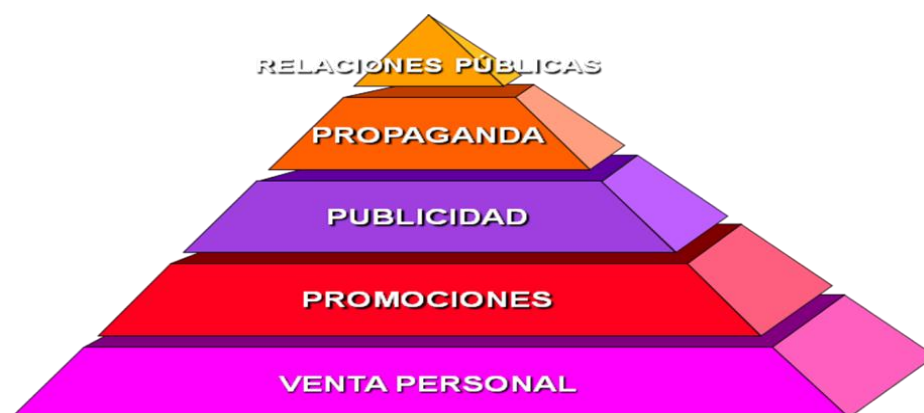 RELACIONES PÚBLICAS
PROPAGANDA
PUBLICIDAD
PROMOCIONES
VENTA PERSONAL